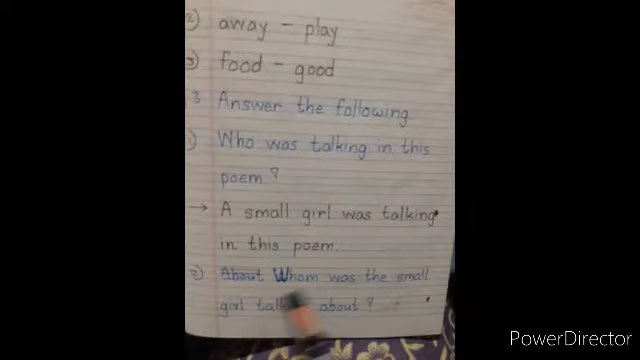 2) away - play
3) food - good
3 Answer the following
1) Who was talking in this
poem?
→ A small girl was talking
in this poem.
2) About Whom was the small
girl about?
PowerDirector